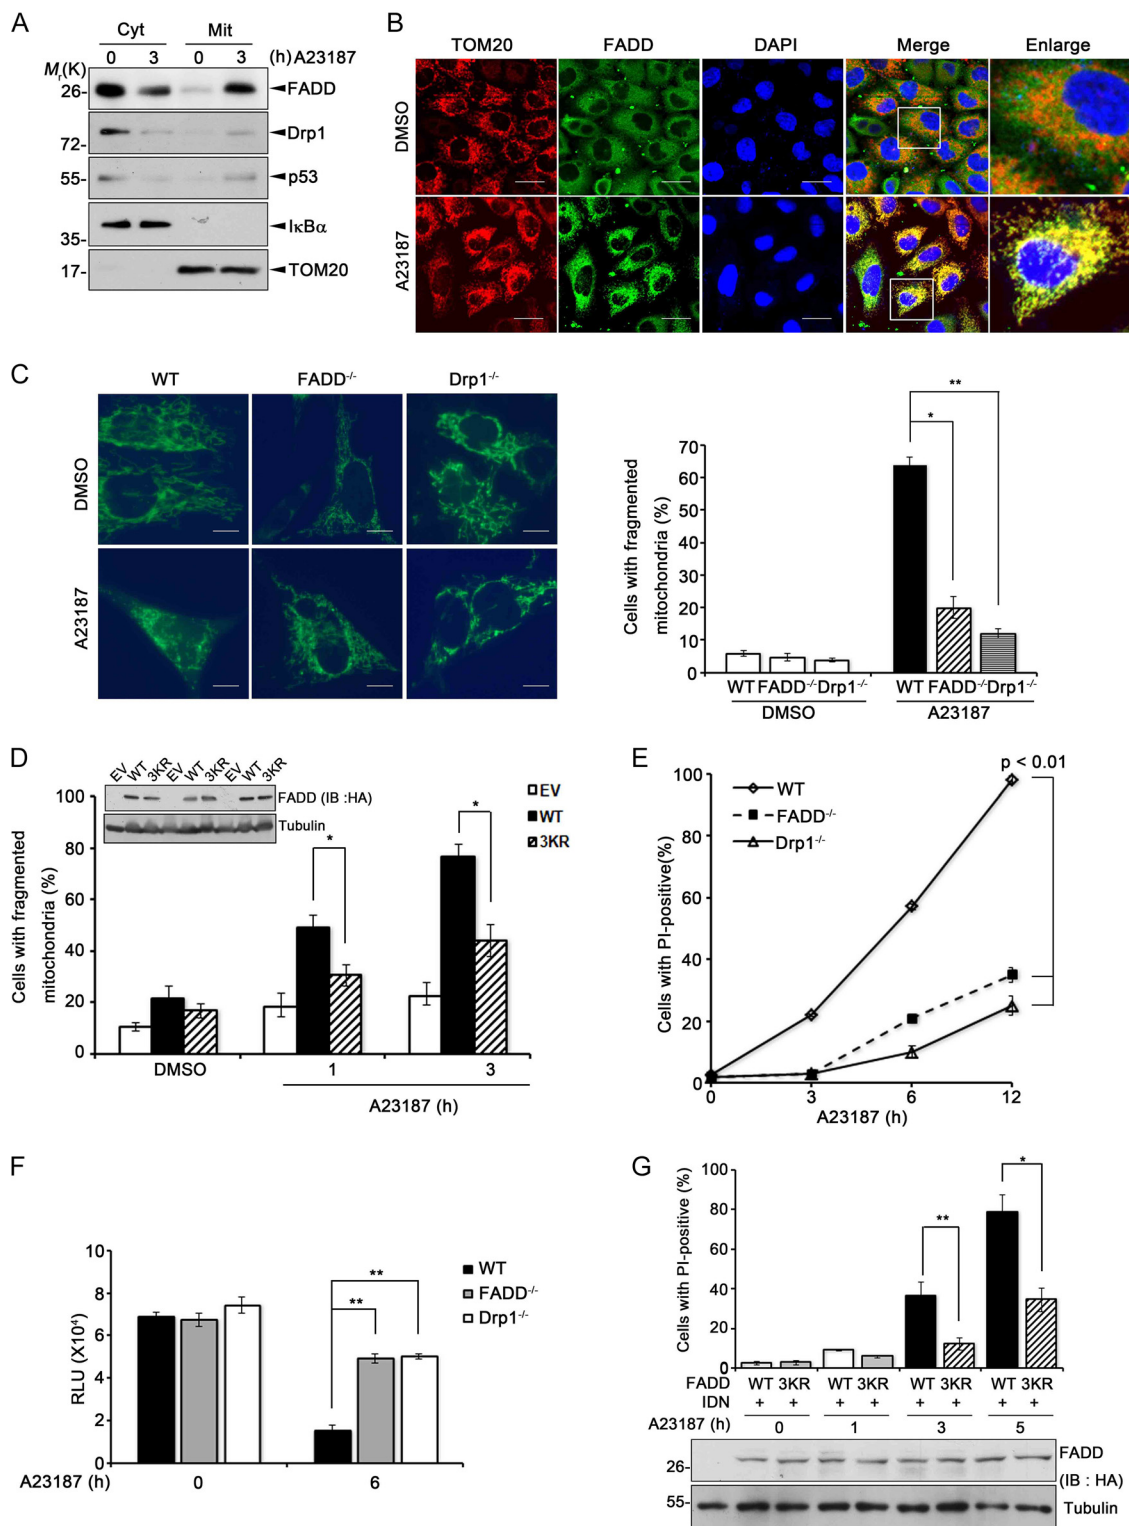 A
Cyt Mit
0 3 0 3 (h) A23187
Mr(K)
26- FADD
Drp1
72-
55- p53
IκBα
35-
17- TOM20
B
TOM20 FADD DAPI Merge Enlarge
DMSO
A23187
C
WT FADD-/- Drp1-/-
DMSO
A23187
Cells with fragmented
mitochondria (%)
70
60
50
40
30
20
10
0
** 
*
WT FADD-/- Drp1-/- WT FADD-/- Drp1-/-
DMSO A23187
D
EV WT 3KR EV WT 3KR EV WT 3KR
FADD (IB :HA)
Tubulin
Cells with fragmented
mitochondria (%)
100
80
60
40
20
0
* *
EV
WT
3KR
DMSO 1 3
A23187 (h)
E
p < 0.01
Cells with PI-positive(%)
100
80
60
40
20
0
WT
FADD-/-
Drp1-/-
0 3 6 12
A23187 (h)
F
RLU (X10⁴)
10
8
6
4
2
0
**
**
WT
FADD-/-
Drp1-/-
A23187 (h) 0 6
G
Cells with PI-positive (%)
100
80
60
40
20
0
** *
FADD WT 3KR WT 3KR WT 3KR WT 3KR
IDN + + + + + + + +
A23187 (h) 0 1 3 5
26- FADD
(IB : HA)
55- Tubulin